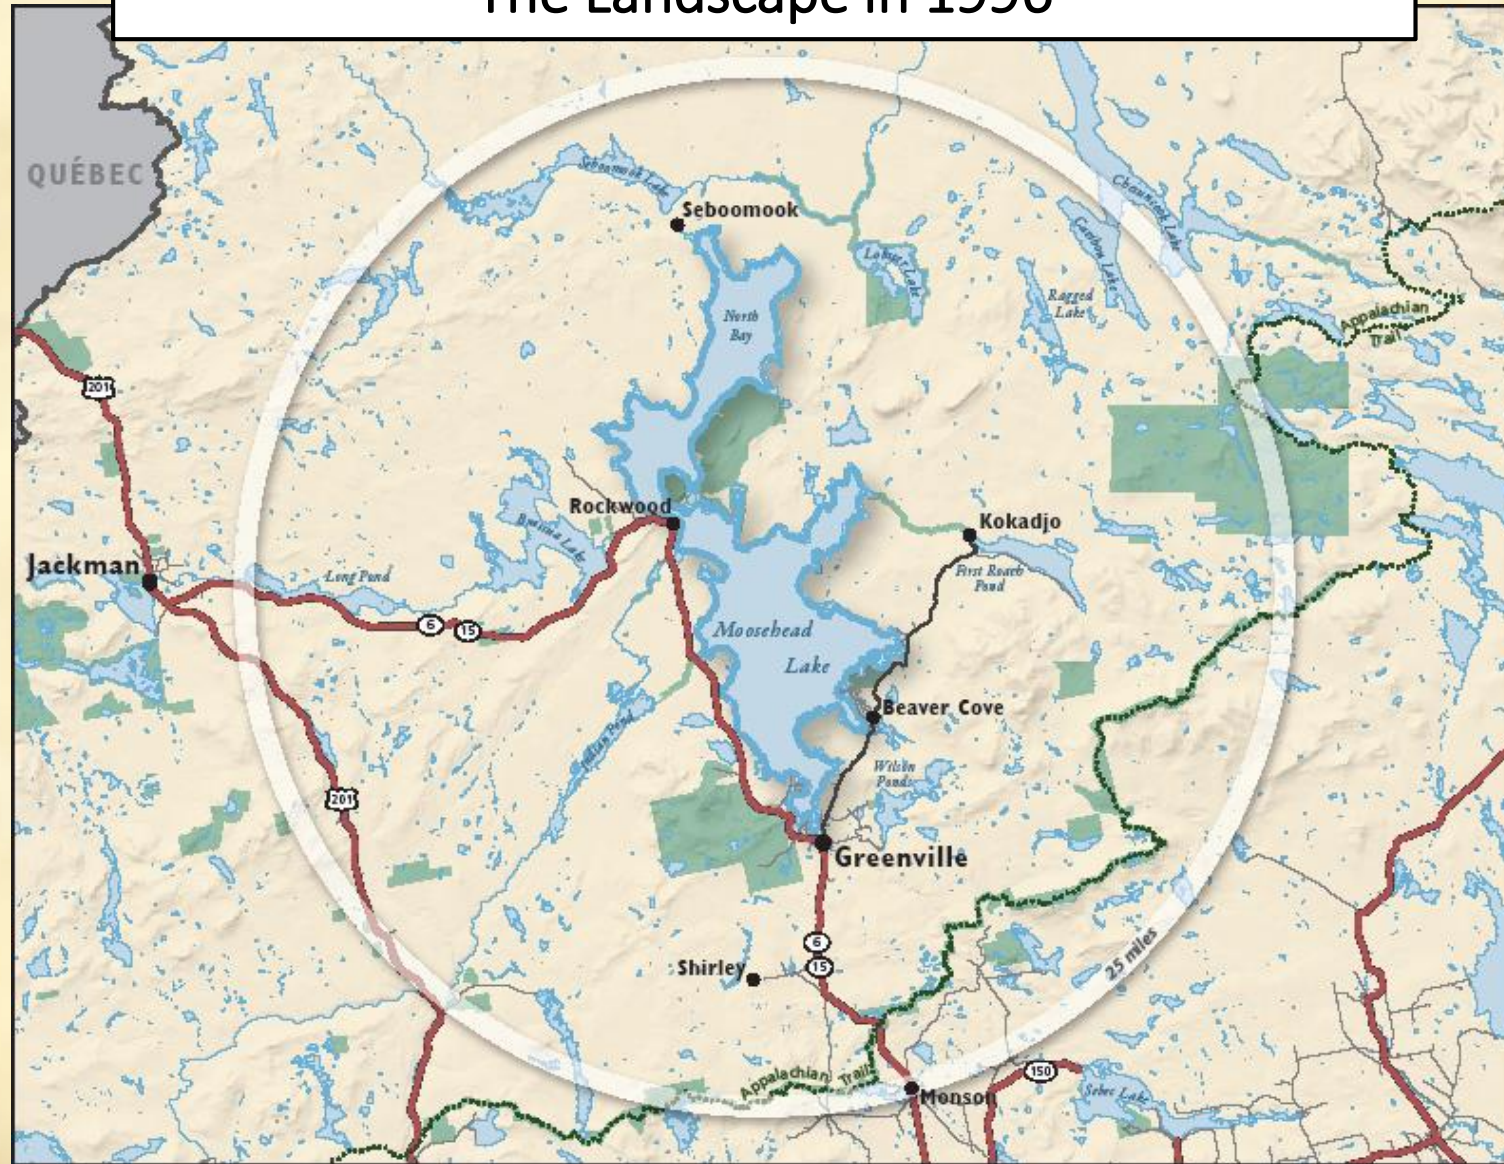 The Landscape in 1996
QUÉBEC
Seboomook Lake
Seboomook
Chesuncook Lake
Caribou Lake
Lobster Lake
Ragged
Lake
North
Bay
Appalachian
Trail
201
Rockwood
Kokadjo
Brassua Lake
First Roach
Pond
Jackman
Long Pond
6
15
Moosehead
Lake
Beaver Cove
Indian Pond
Wilson
Ponds
201
Greenville
6
15
Shirley
25 miles
Appalachian Trail
150
Monson
Sebec Lake